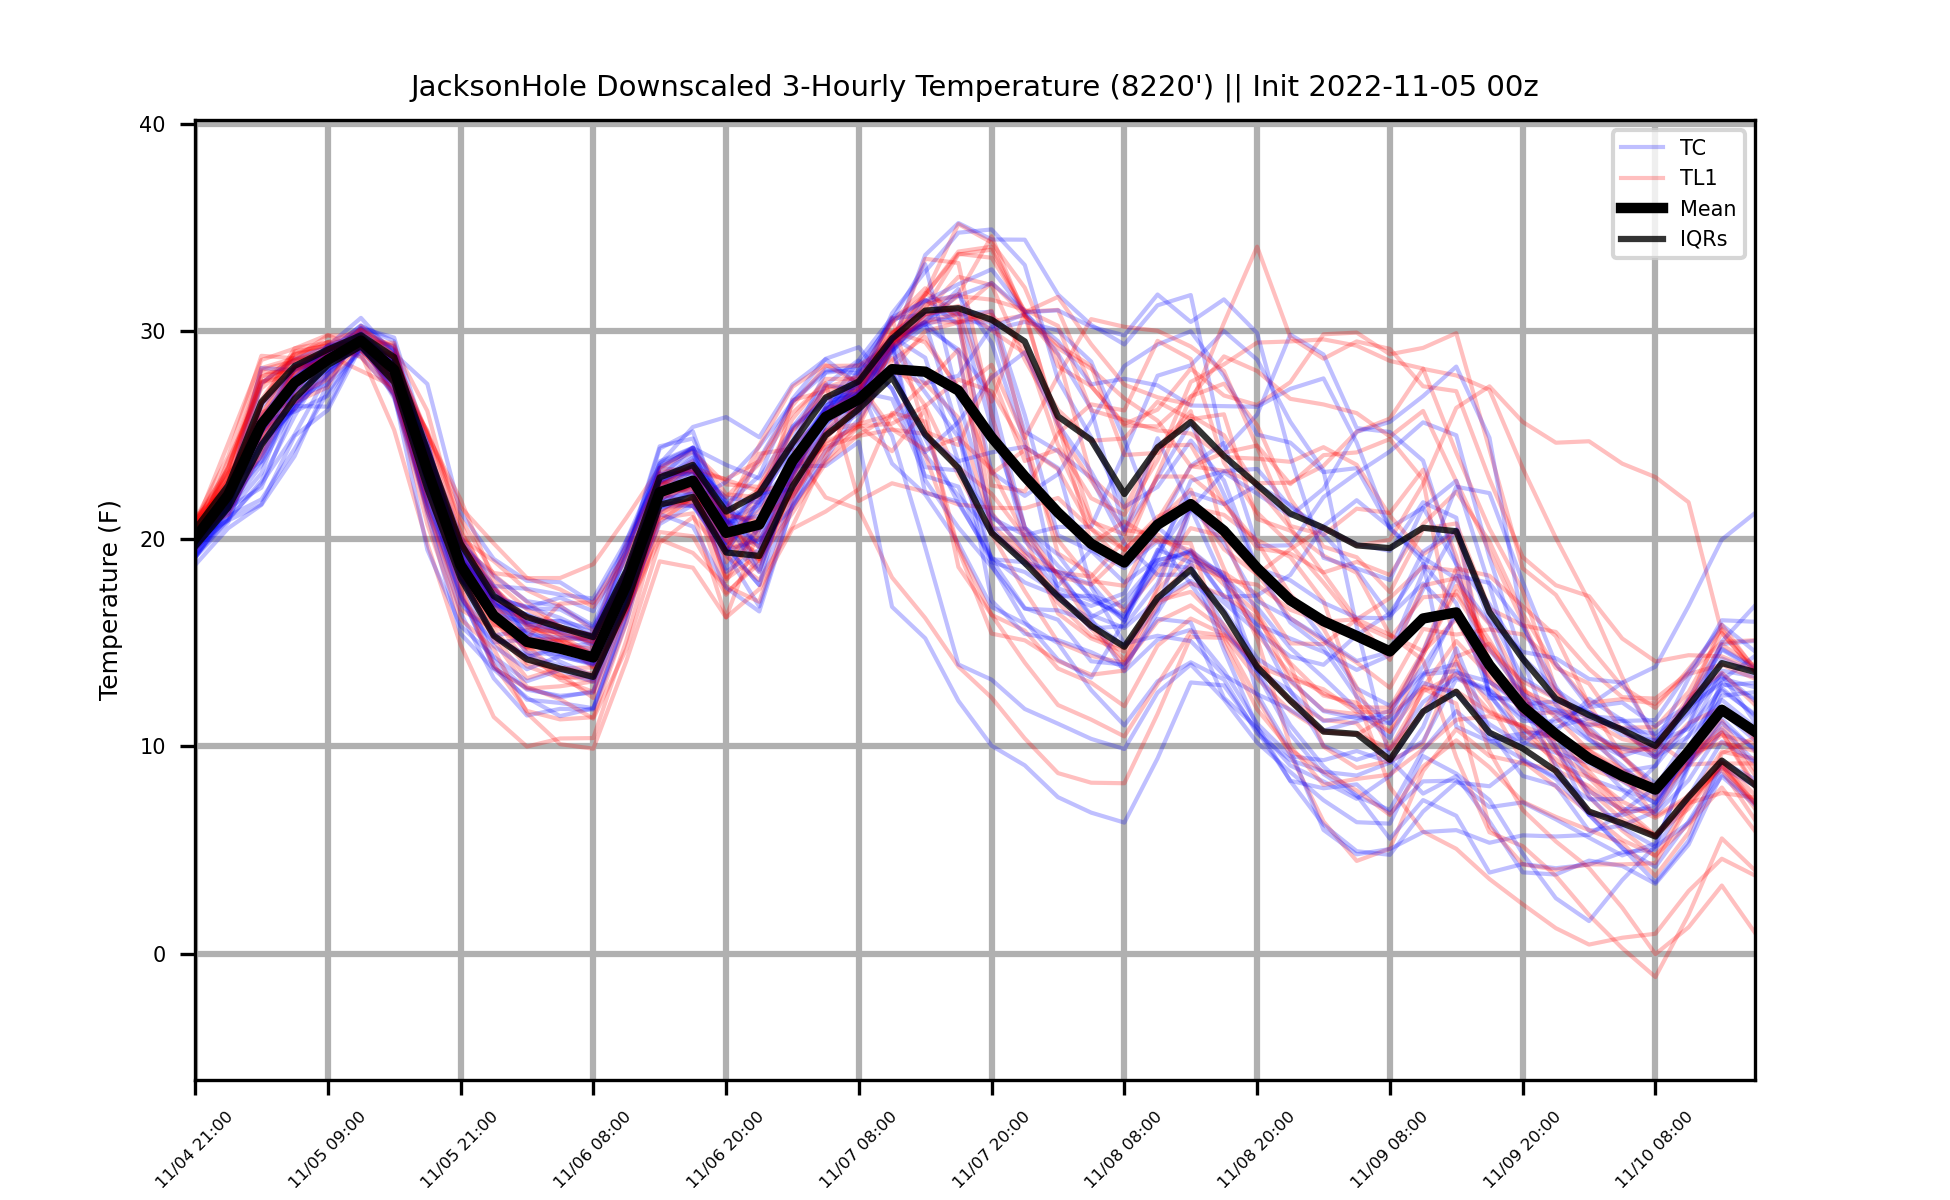 JacksonHole Downscaled 3-Hourly Temperature (8220') || Init 2022-11-05 00z
TC
TL1
Mean
IQRs
Temperature (F)
40
30
20
10
0
11/04 21:00
11/05 09:00
11/05 21:00
11/06 08:00
11/06 20:00
11/07 08:00
11/07 20:00
11/08 08:00
11/08 20:00
11/09 08:00
11/09 20:00
11/10 08:00